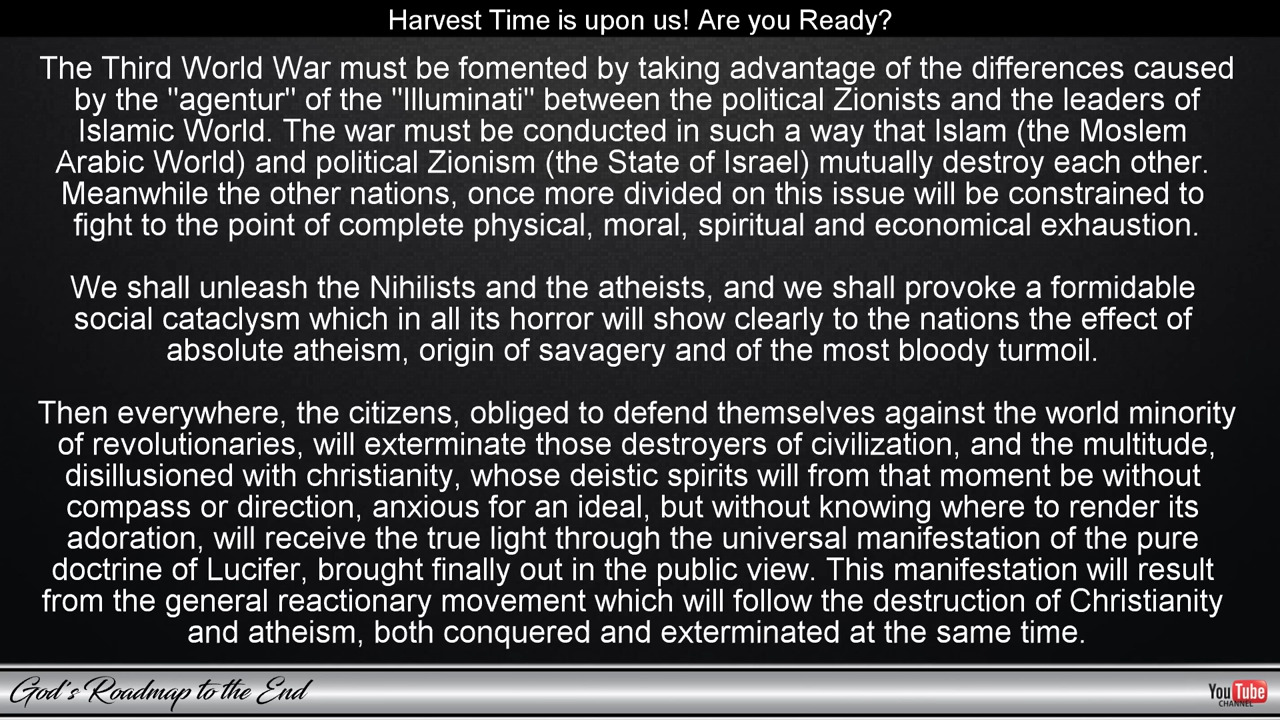 Harvest Time is upon us! Are you Ready?
The Third World War must be fomented by taking advantage of the differences caused
by the "agentur" of the "Illuminati" between the political Zionists and the leaders of
Islamic World. The war must be conducted in such a way that Islam (the Moslem
Arabic World) and political Zionism (the State of Israel) mutually destroy each other.
Meanwhile the other nations, once more divided on this issue will be constrained to
fight to the point of complete physical, moral, spiritual and economical exhaustion.
We shall unleash the Nihilists and the atheists, and we shall provoke a formidable
social cataclysm which in all its horror will show clearly to the nations the effect of
absolute atheism, origin of savagery and of the most bloody turmoil.
Then everywhere, the citizens, obliged to defend themselves against the world minority
of revolutionaries, will exterminate those destroyers of civilization, and the multitude,
disillusioned with christianity, whose deistic spirits will from that moment be without
compass or direction, anxious for an ideal, but without knowing where to render its
adoration, will receive the true light through the universal manifestation of the pure
doctrine of Lucifer, brought finally out in the public view. This manifestation will result
from the general reactionary movement which will follow the destruction of Christianity
and atheism, both conquered and exterminated at the same time.
God's Roadmap to the End
YouTube
CHANNEL